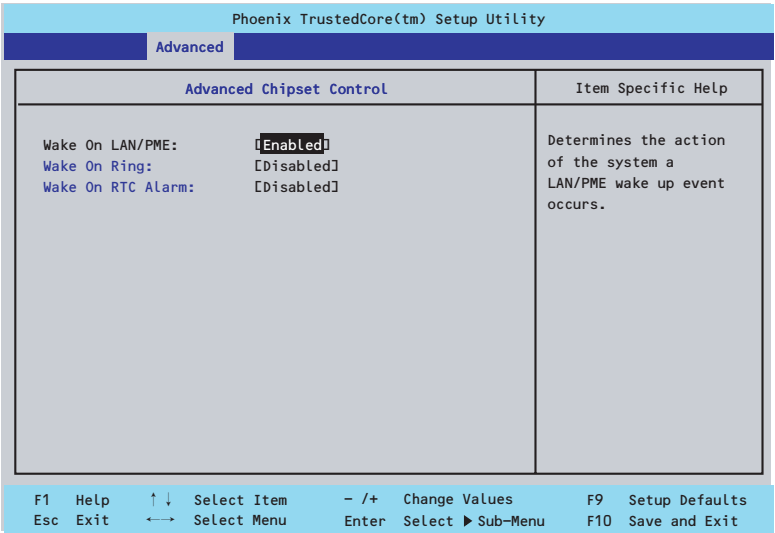 Phoenix TrustedCore(tm) Setup Utility
Advanced
Advanced Chipset Control
Item Specific Help
Wake On LAN/PME: [Enabled]
Wake On Ring: [Disabled]
Wake On RTC Alarm: [Disabled]
Determines the action
of the system a
LAN/PME wake up event
occurs.
F1 Help ↑↓ Select Item - /+ Change Values F9 Setup Defaults
Esc Exit ←→ Select Menu Enter Select ▶ Sub-Menu F10 Save and Exit